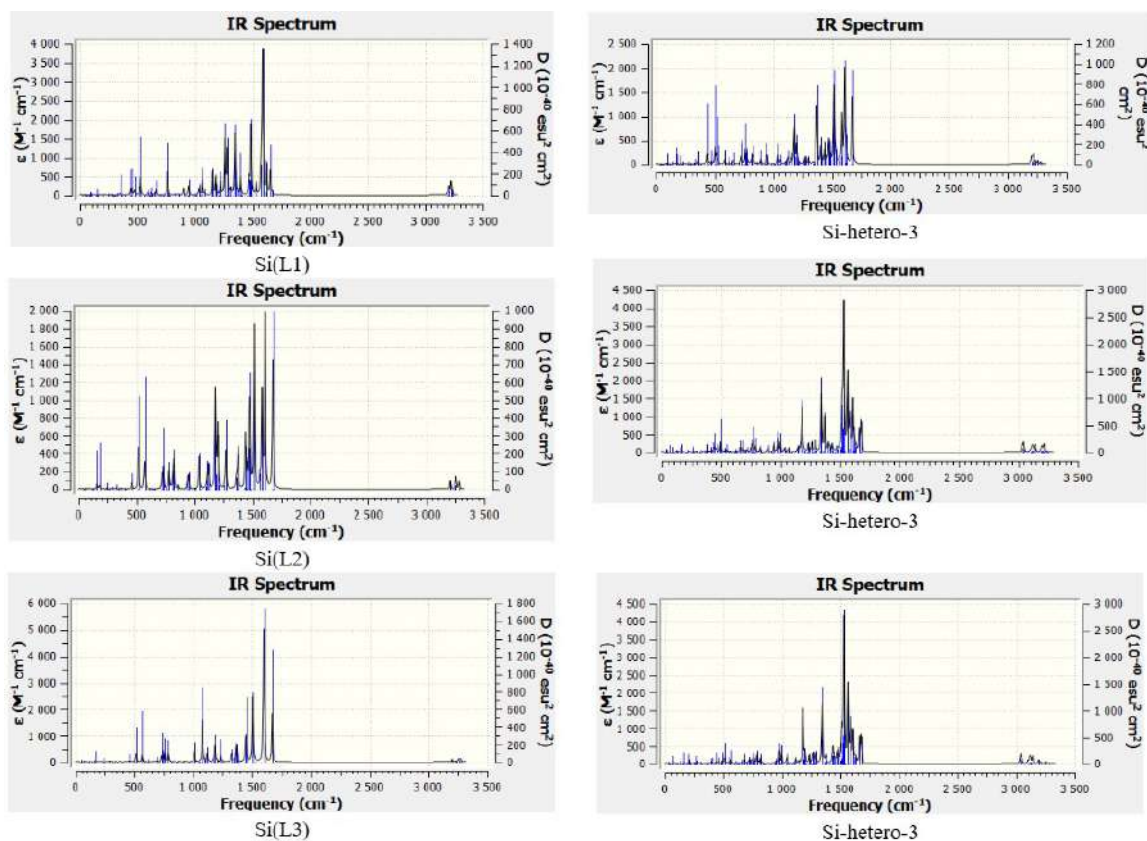 IR Spectrum
4 000
3 500
3 000
2 500
2 000
1 500
1 000
500
0
ε (M⁻¹ cm⁻¹)
1 400
1 200
1 000
800
600
400
200
0
D (10⁻⁴⁰ esu² cm²)
0 500 1 000 1 500 2 000 2 500 3 000 3 500
Frequency (cm⁻¹)
Si(L1)
IR Spectrum
2 500
2 000
1 500
1 000
500
0
ε (M⁻¹ cm⁻¹)
1 200
1 000
800
600
400
200
0
D (10⁻⁴⁰ esu²
cm²)
0 500 1 000 1 500 2 000 2 500 3 000 3 500
Frequency (cm⁻¹)
Si-hetero-3
IR Spectrum
2 000
1 800
1 600
1 400
1 200
1 000
800
600
400
200
0
ε (M⁻¹ cm⁻¹)
1 000
900
800
700
600
500
400
300
200
100
0
D (10⁻⁴⁰ esu² cm²)
0 500 1 000 1 500 2 000 2 500 3 000 3 500
Frequency (cm⁻¹)
Si(L2)
IR Spectrum
4 500
4 000
3 500
3 000
2 500
2 000
1 500
1 000
500
0
ε (M⁻¹ cm⁻¹)
3 000
2 500
2 000
1 500
1 000
500
0
D (10⁻⁴⁰ esu² cm²)
0 500 1 000 1 500 2 000 2 500 3 000 3 500
Frequency (cm⁻¹)
Si-hetero-3
IR Spectrum
6 000
5 000
4 000
3 000
2 000
1 000
0
ε (M⁻¹ cm⁻¹)
1 800
1 600
1 400
1 200
1 000
800
600
400
200
0
D (10⁻⁴⁰ esu² cm²)
0 500 1 000 1 500 2 000 2 500 3 000 3 500
Frequency (cm⁻¹)
Si(L3)
IR Spectrum
4 500
4 000
3 500
3 000
2 500
2 000
1 500
1 000
500
0
ε (M⁻¹ cm⁻¹)
3 000
2 500
2 000
1 500
1 000
500
0
D (10⁻⁴⁰ esu² cm²)
0 500 1 000 1 500 2 000 2 500 3 000 3 500
Frequency (cm⁻¹)
Si-hetero-3